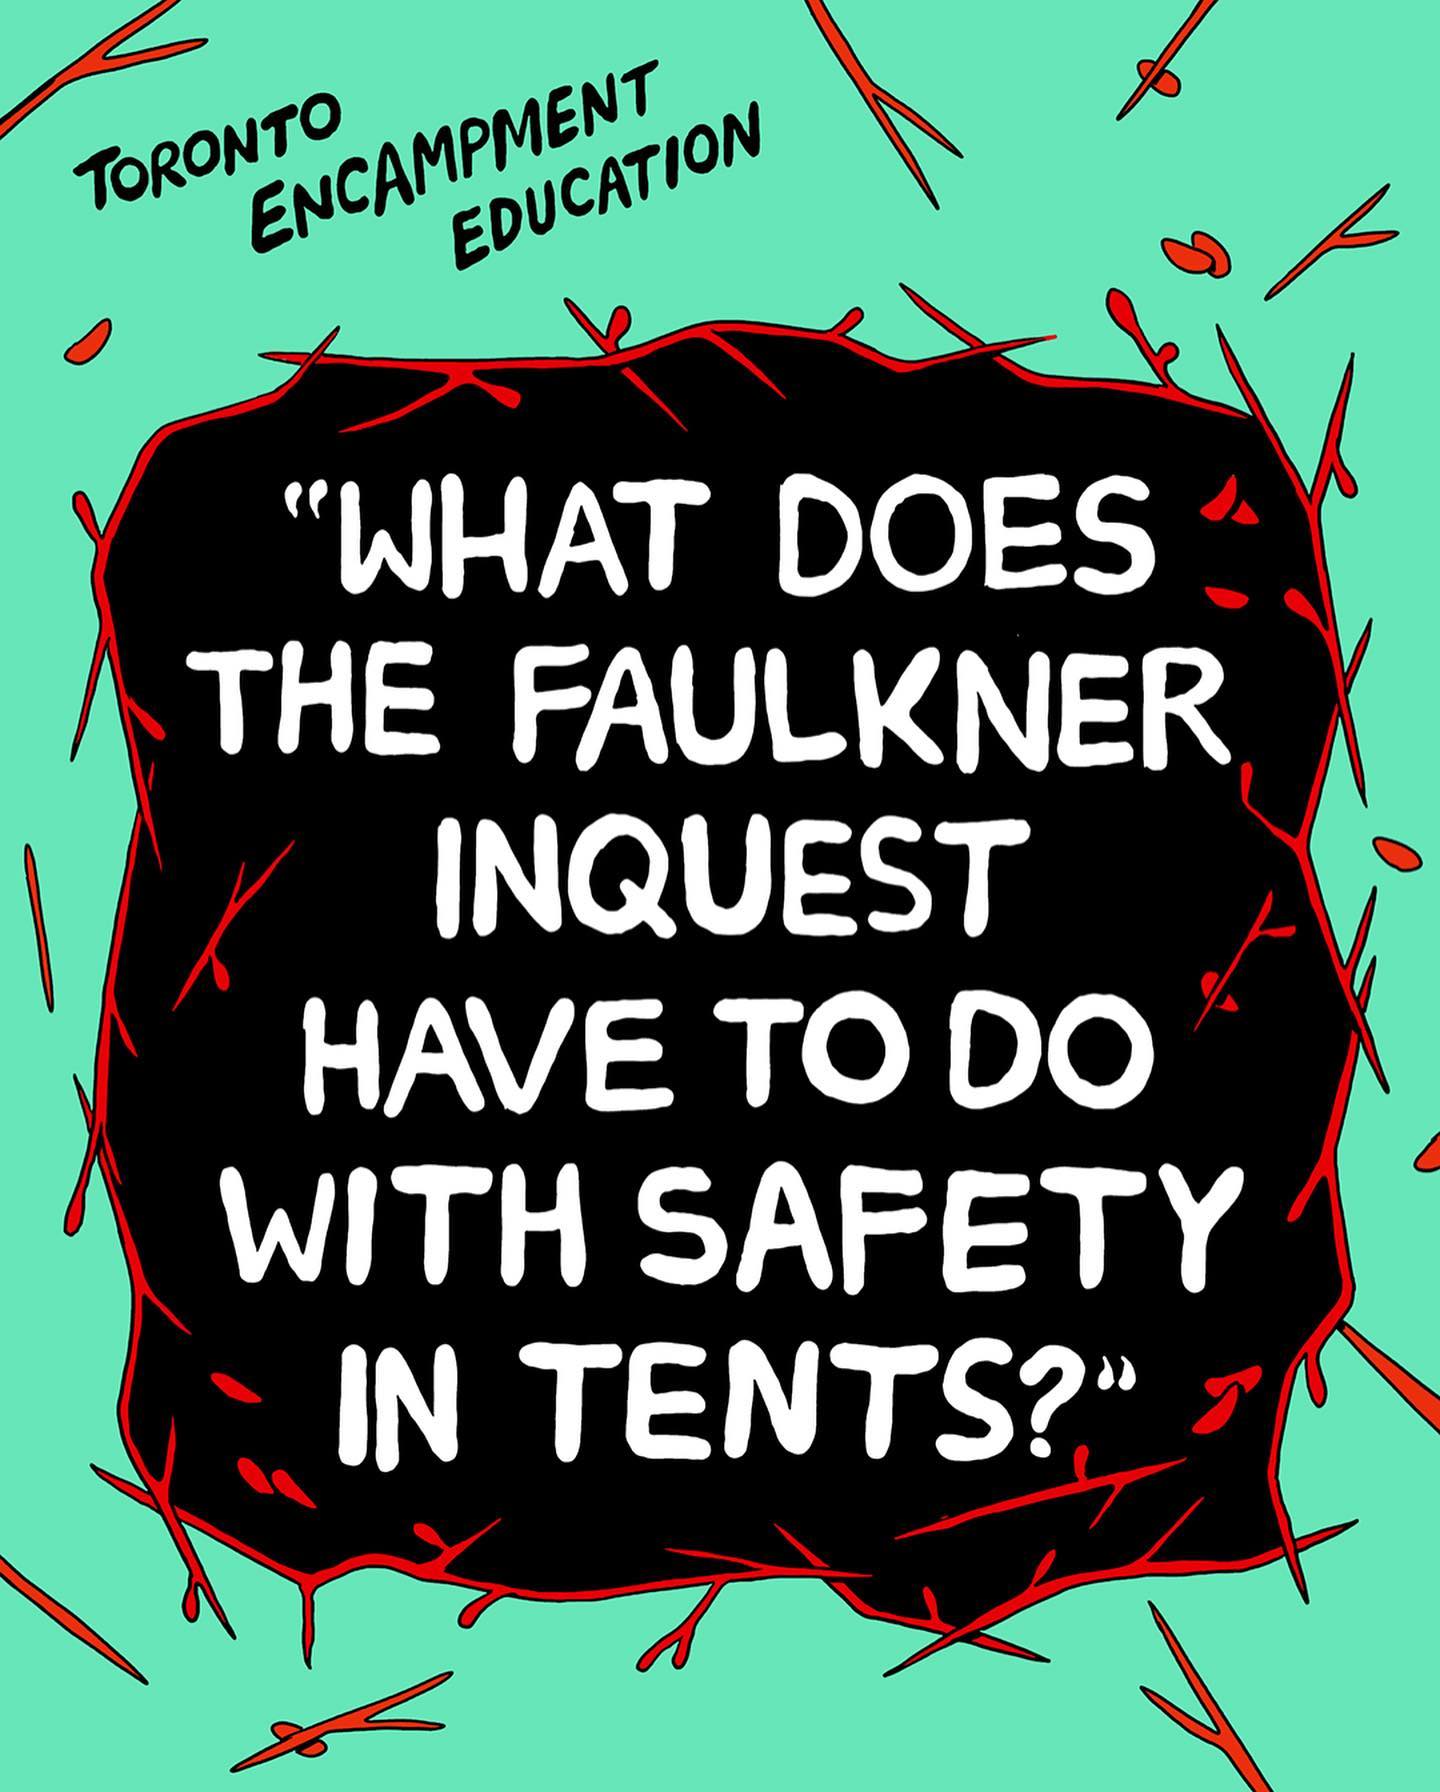 TORONTO
ENCAMPMENT
EDUCATION
“WHAT DOES
THE FAULKNER
INQUEST
HAVE TO DO
WITH SAFETY
IN TENTS?”